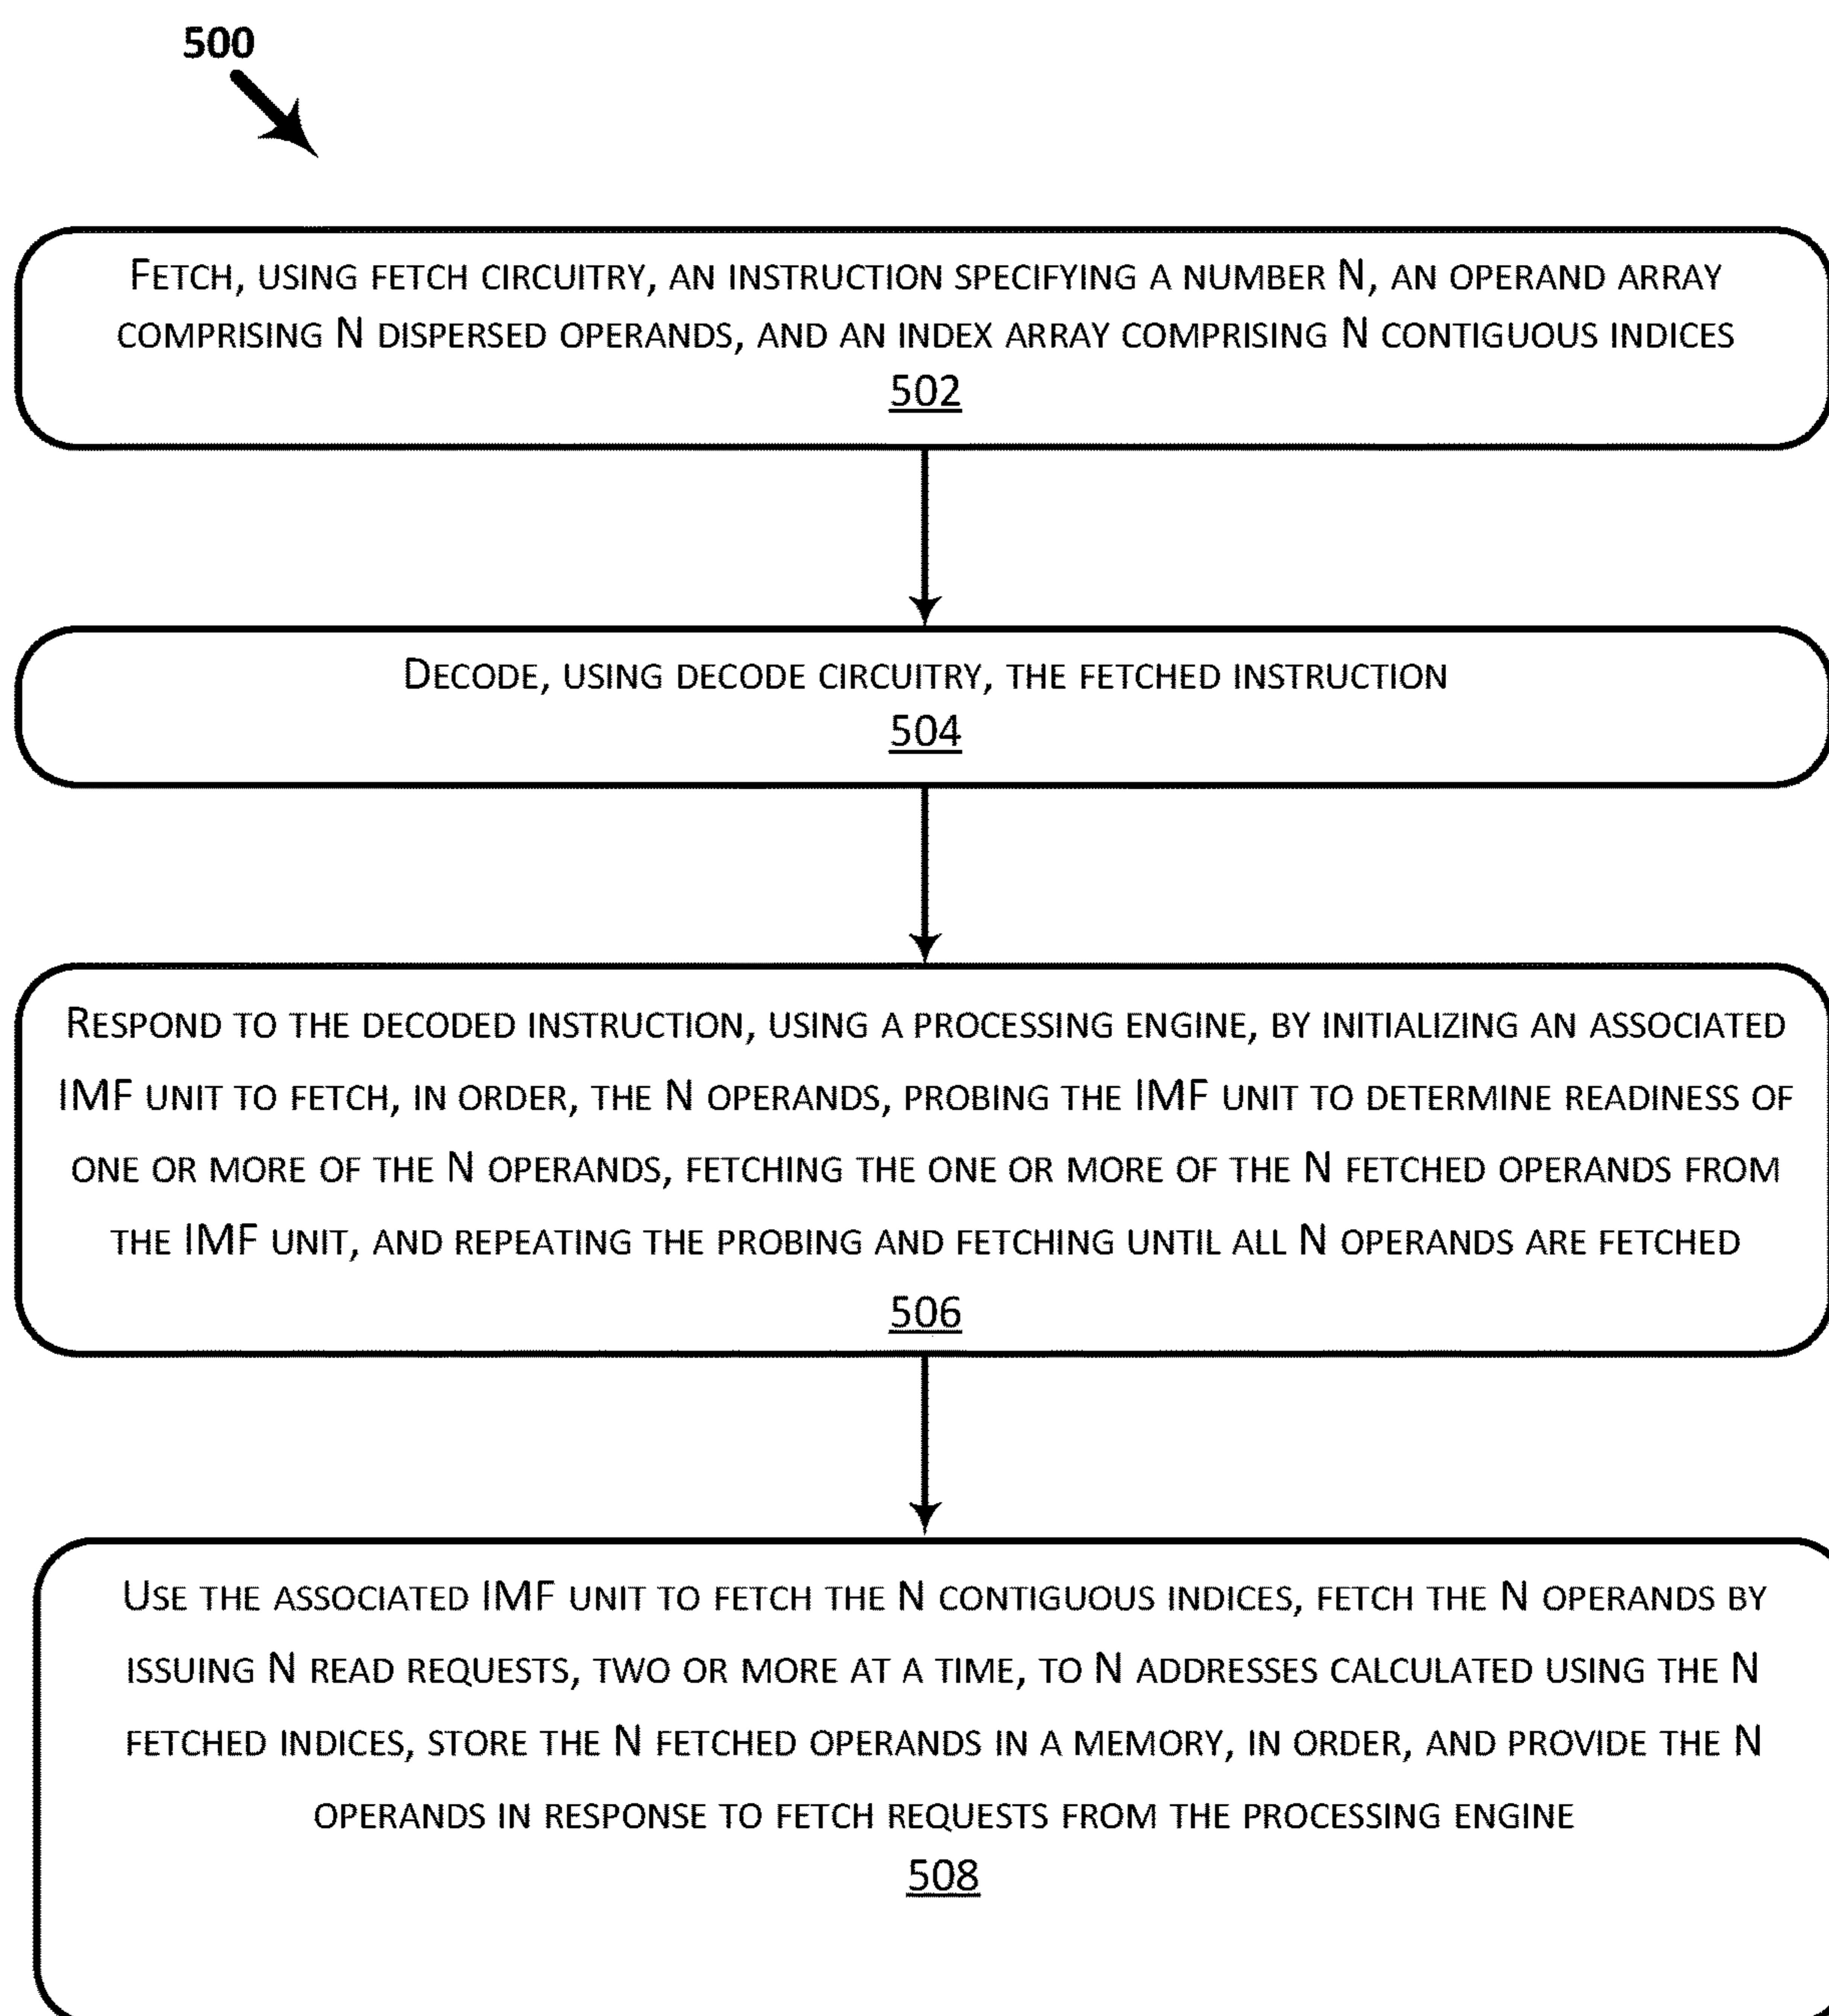 500
FETCH, USING FETCH CIRCUITRY, AN INSTRUCTION SPECIFYING A NUMBER N, AN OPERAND ARRAY
COMPRISING N DISPERSED OPERANDS, AND AN INDEX ARRAY COMPRISING N CONTIGUOUS INDICES
502
DECODE, USING DECODE CIRCUITRY, THE FETCHED INSTRUCTION
504
RESPOND TO THE DECODED INSTRUCTION, USING A PROCESSING ENGINE, BY INITIALIZING AN ASSOCIATED
IMF UNIT TO FETCH, IN ORDER, THE N OPERANDS, PROBING THE IMF UNIT TO DETERMINE READINESS OF
ONE OR MORE OF THE N OPERANDS, FETCHING THE ONE OR MORE OF THE N FETCHED OPERANDS FROM
THE IMF UNIT, AND REPEATING THE PROBING AND FETCHING UNTIL ALL N OPERANDS ARE FETCHED
506
USE THE ASSOCIATED IMF UNIT TO FETCH THE N CONTIGUOUS INDICES, FETCH THE N OPERANDS BY
ISSUING N READ REQUESTS, TWO OR MORE AT A TIME, TO N ADDRESSES CALCULATED USING THE N
FETCHED INDICES, STORE THE N FETCHED OPERANDS IN A MEMORY, IN ORDER, AND PROVIDE THE N
OPERANDS IN RESPONSE TO FETCH REQUESTS FROM THE PROCESSING ENGINE
508